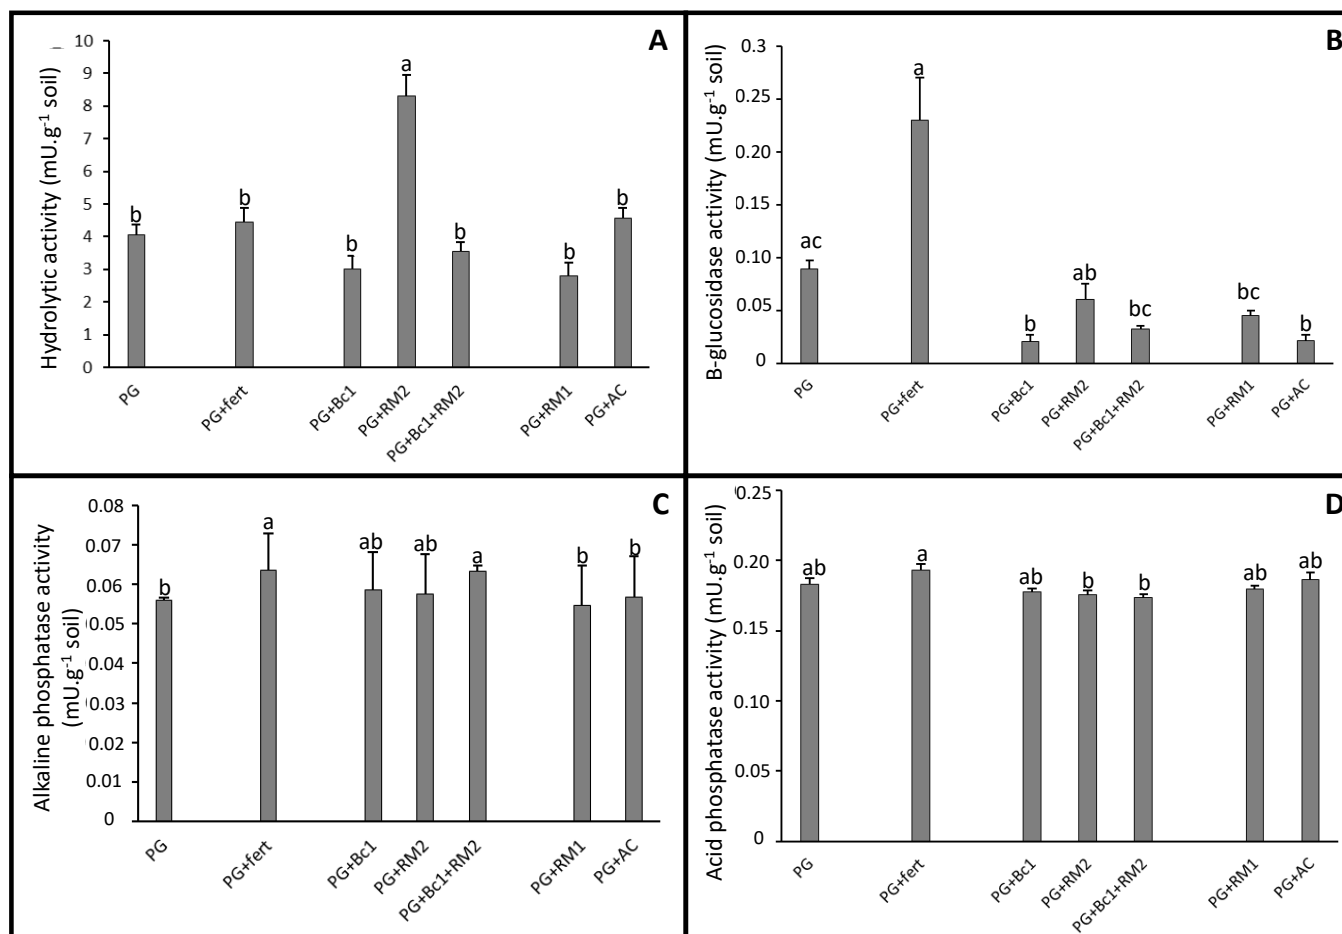 A
Hydrolytic activity (mU.g-1 soil)
10
9
8
7
6
5
4
3
2
1
0
b
b
b
a
b
b
b
PG
PG+fert
PG+Bc1
PG+RM2
PG+Bc1+RM2
PG+RM1
PG+AC
B
B-glucosidase activity (mU.g-1 soil)
0.3
0.25
0.20
0.15
0.10
0.05
0
ac
a
b
ab
bc
bc
b
PG
PG+fert
PG+Bc1
PG+RM2
PG+Bc1+RM2
PG+RM1
PG+AC
C
Alkaline phosphatase activity
(mU.g-1 soil)
0.08
0.07
0.06
0.05
0.04
0.03
0.02
0.01
0
b
a
ab
ab
a
b
b
PG
PG+fert
PG+Bc1
PG+RM2
PG+Bc1+RM2
PG+RM1
PG+AC
D
Acid phosphatase activity (mU.g-1 soil)
0.25
0.20
0.15
0.10
0.05
0
ab
a
ab
b
b
ab
ab
PG
PG+fert
PG+Bc1
PG+RM2
PG+Bc1+RM2
PG+RM1
PG+AC